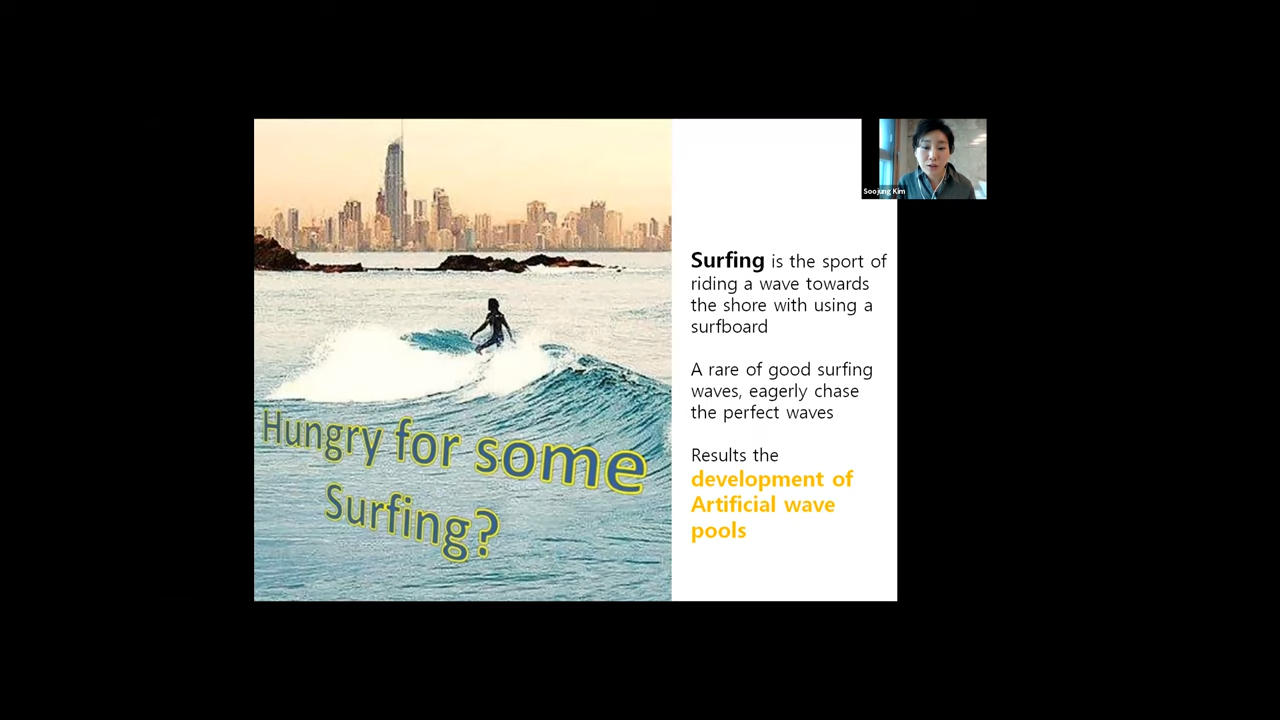 Soojung Kim
Surfing is the sport of
riding a wave towards
the shore with using a
surfboard
A rare of good surfing
waves, eagerly chase
the perfect waves
Results the
development of
Artificial wave
pools
Hungry for some
Surfing?